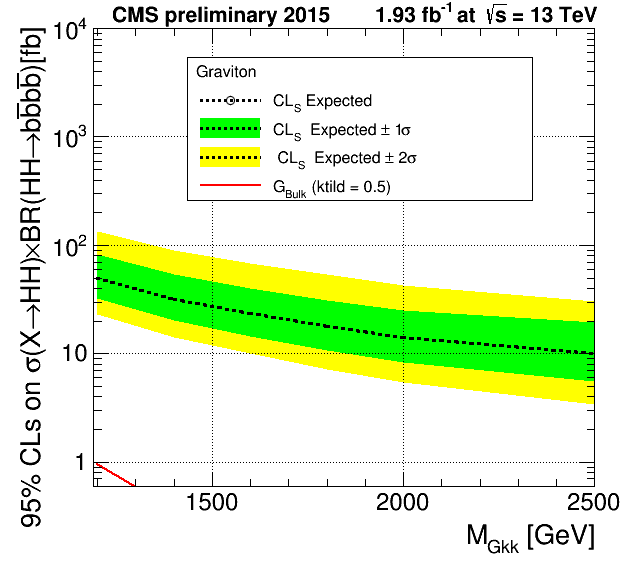 CMS preliminary 2015 1.93 fb⁻¹ at √s = 13 TeV
95% CLs on σ(X→HH)×BR(HH→bb̅bb̅)[fb]
10⁴
Graviton
CL_S Expected
CL_S Expected ± 1σ
CL_S Expected ± 2σ
G_Bulk (ktild = 0.5)
10³
10²
10
1
1500 2000 2500
M_Gkk [GeV]